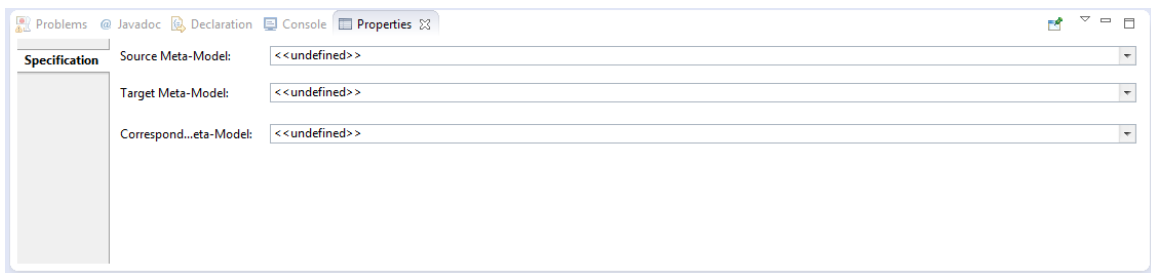 Problems @ Javadoc Declaration Console Properties
Specification
Source Meta-Model: <<undefined>>
Target Meta-Model: <<undefined>>
Correspond...eta-Model: <<undefined>>